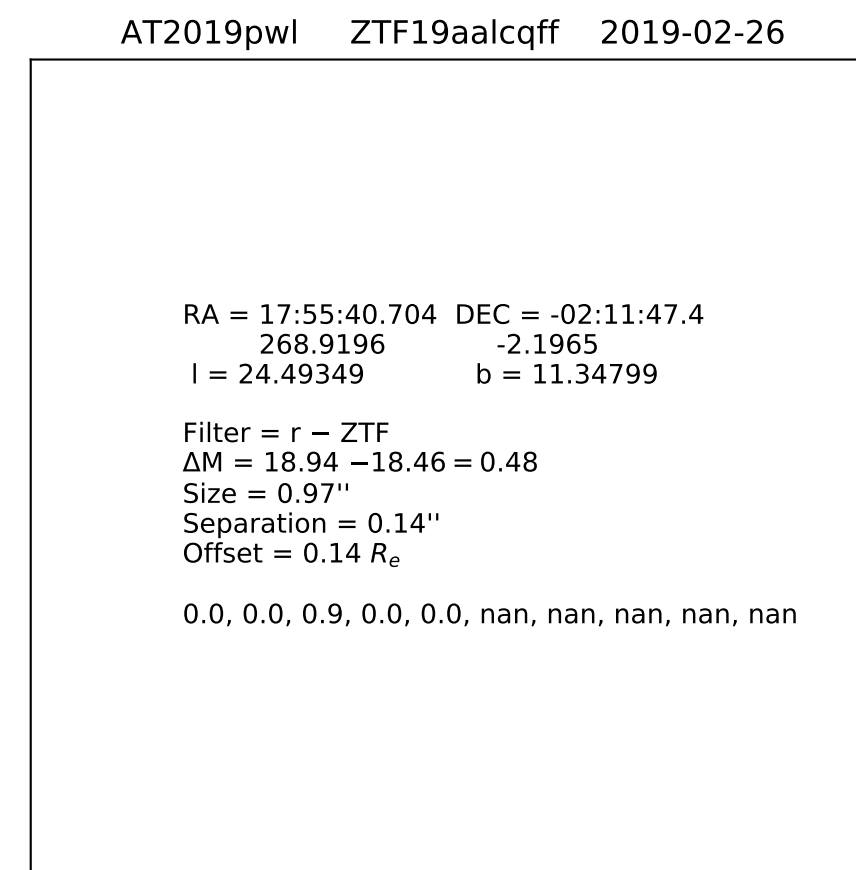 AT2019pwl ZTF19aalcqff 2019-02-26
RA = 17:55:40.704 DEC = -02:11:47.4
268.9196 -2.1965
l = 24.49349 b = 11.34799
Filter = r − ZTF
ΔM = 18.94 −18.46 = 0.48
Size = 0.97''
Separation = 0.14''
Offset = 0.14 Re
0.0, 0.0, 0.9, 0.0, 0.0, nan, nan, nan, nan, nan